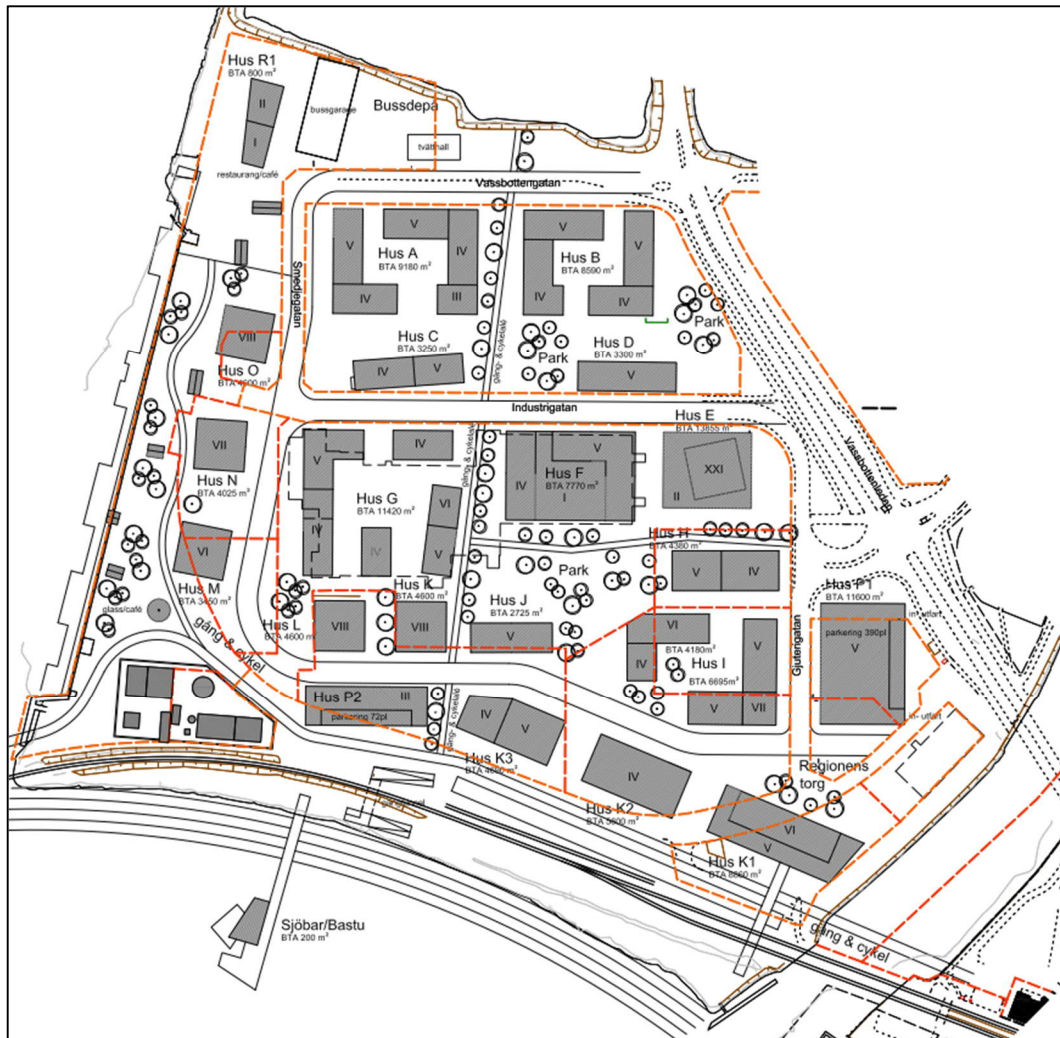 Hus R1
BTA 800 m²
II
I
restaurang/café
bussgarage
Bussdepå
tvätthall
Vassbottengatan
Smedjegatan
V
V
IV
Hus A
BTA 9180 m²
IV
III
V
V
Hus B
BTA 8590 m²
IV
IV
gång- & cykelstråk
Park
Hus C
BTA 3250 m²
IV
V
Park
Hus D
BTA 3300 m²
V
VIII
Hus O
Industrigatan
Vassbottenleden
Hus E
BTA 13855 m²
XXI
II
VII
Hus N
BTA 4025 m²
V
IV
VI
Hus G
BTA 11420 m²
IV
IV
V
IV
V
Hus F
BTA 7770 m²
I
VI
Hus M
BTA 3450 m²
glass/café
gång & cykel
Hus H
BTA 4380 m²
V
IV
Park
Hus K
BTA 4600 m²
Hus J
BTA 2725 m²
V
Hus L
BTA 4600 m²
VIII
VIII
VI
BTA 4180m²
IV
Hus I
BTA 6695m²
V
V
VII
Gjutengatan
Hus P1
BTA 11600 m²
in- utfart
parkering 390pl
V
in- utfart
Hus P2
III
parkering 72pl
IV
V
Hus K3
IV
Hus K2
Regionens
torg
VI
V
Hus K1
gång & cykel
Sjöbar/Bastu
BTA 200 m²